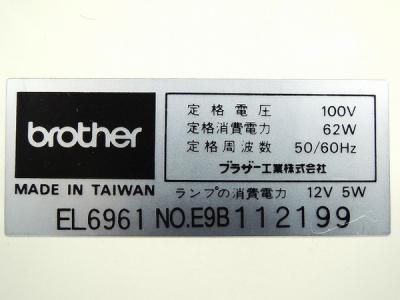 brother
定格電圧 100V
定格消費電力 62W
定格周波数 50/60Hz
ブラザー工業株式会社
MADE IN TAIWAN ランプの消費電力 12V 5W
EL6961 NO.E9B112199